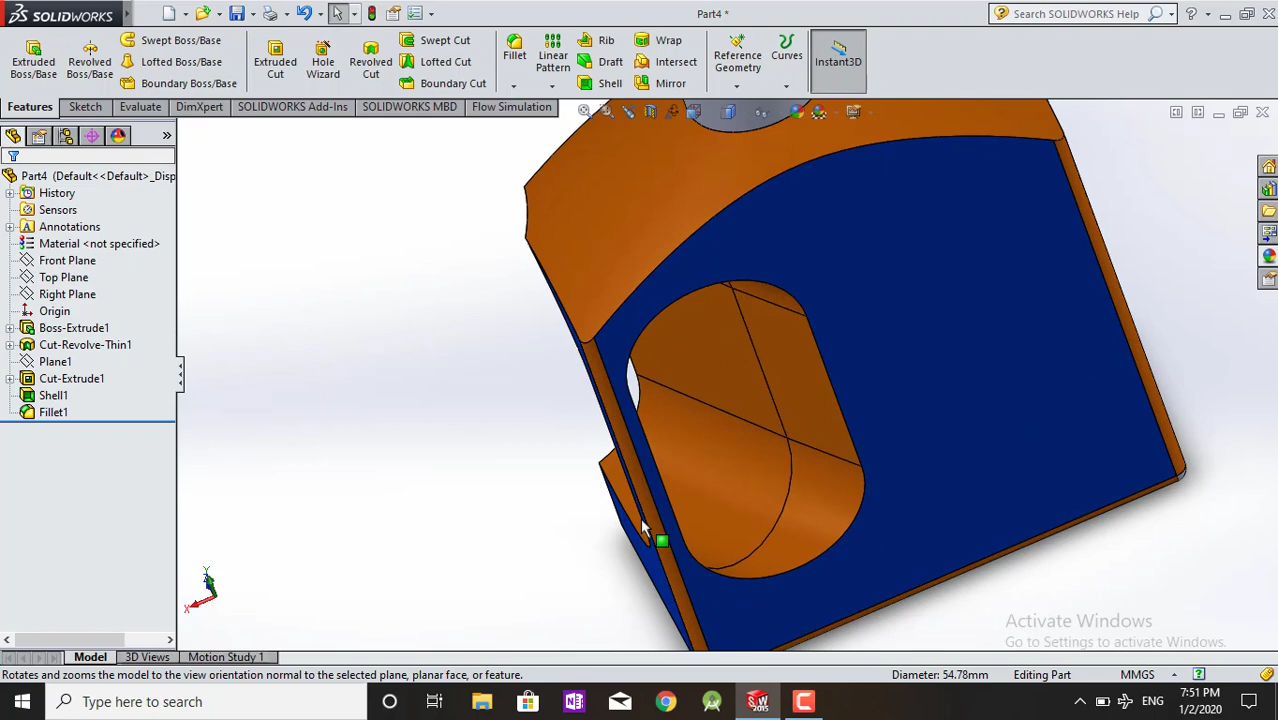 SOLIDWORKS
Part4 *
Search SOLIDWORKS Help
Extruded Boss/Base
Revolved Boss/Base
Swept Boss/Base
Lofted Boss/Base
Boundary Boss/Base
Extruded Cut
Hole Wizard
Revolved Cut
Swept Cut
Lofted Cut
Boundary Cut
Fillet
Linear Pattern
Rib
Draft
Shell
Wrap
Intersect
Mirror
Reference Geometry
Curves
Instant3D
Features Sketch Evaluate DimXpert SOLIDWORKS Add-Ins SOLIDWORKS MBD Flow Simulation
Part4 (Default<<Default>_Disp
History
Sensors
Annotations
Material <not specified>
Front Plane
Top Plane
Right Plane
Origin
Boss-Extrude1
Cut-Revolve-Thin1
Plane1
Cut-Extrude1
Shell1
Fillet1
Y
X
Activate Windows
Go to Settings to activate Windows.
Model 3D Views Motion Study 1
Rotates and zooms the model to the view orientation normal to the selected plane, planar face, or feature. Diameter: 54.78mm Editing Part MMGS
Type here to search
SW
2015
ENG
7:51 PM
1/2/2020